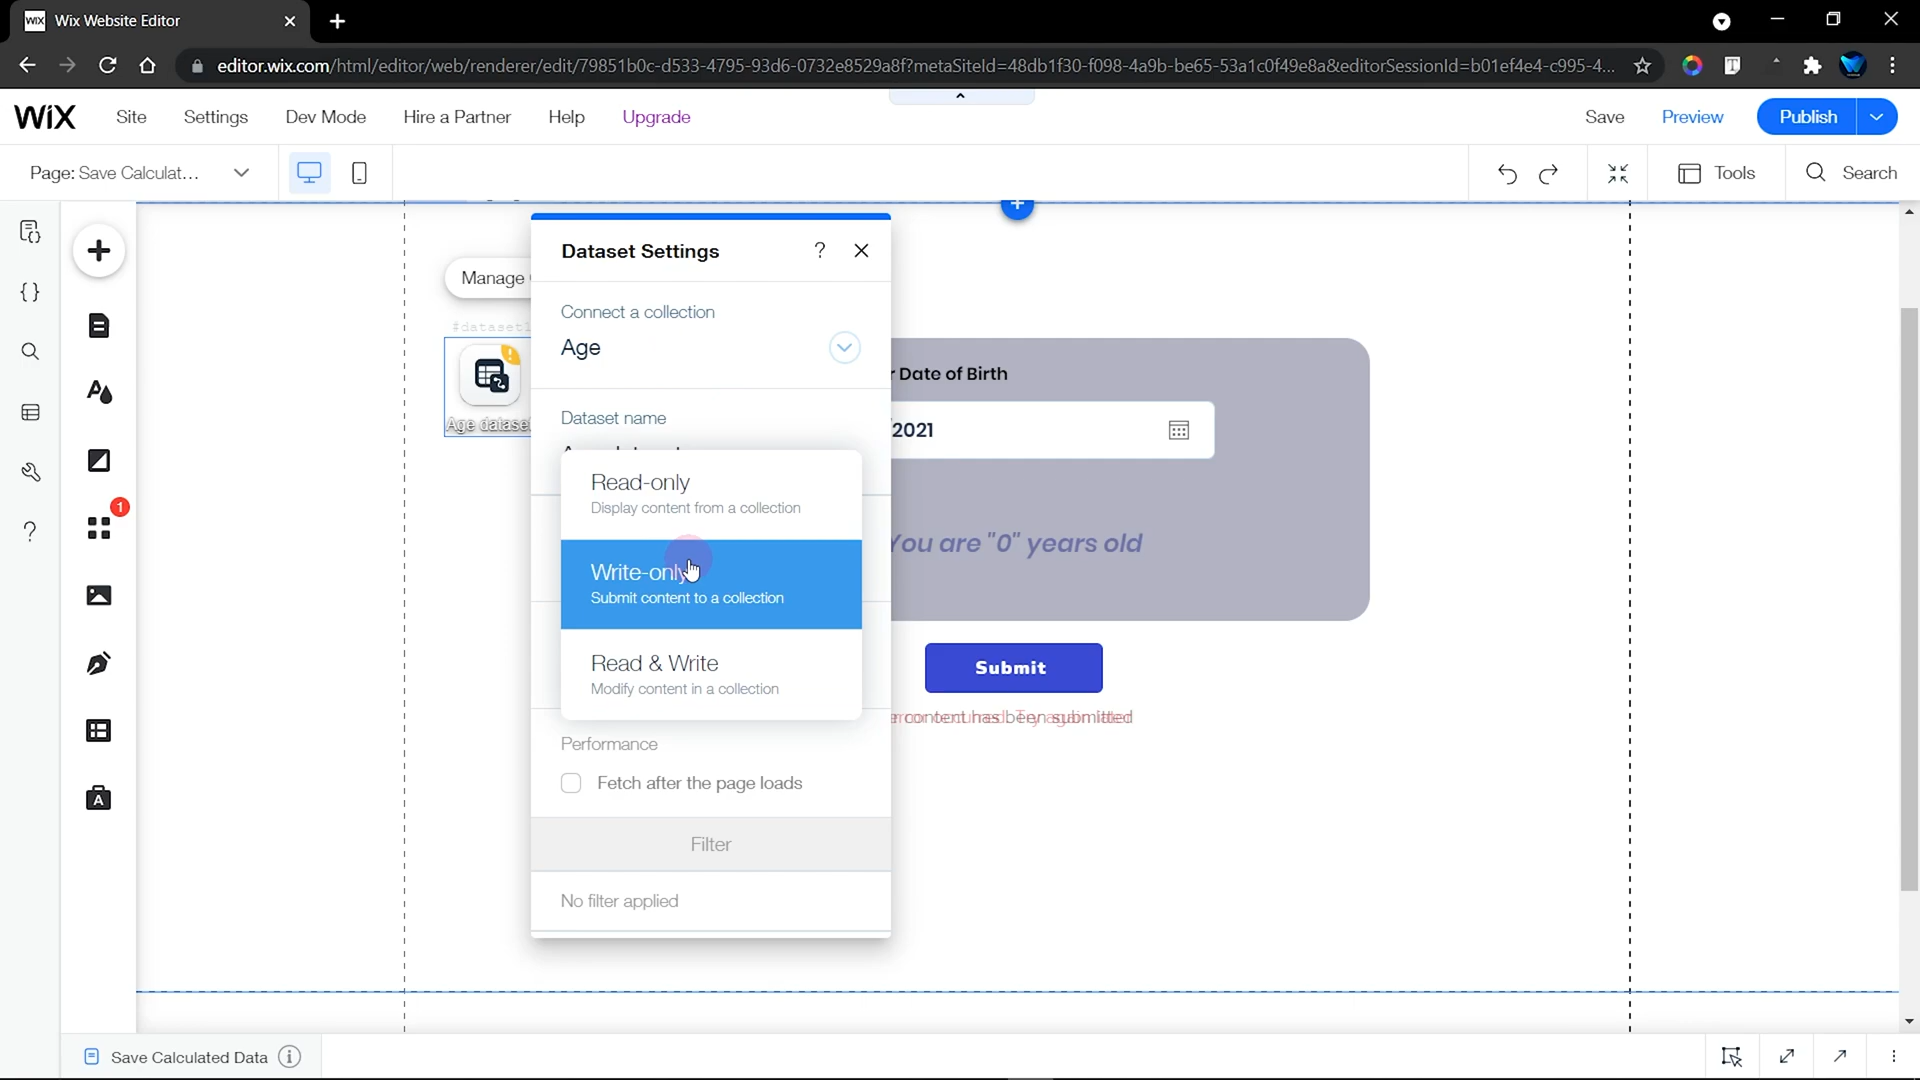 WiX Wix Website Editor
editor.wix.com/html/editor/web/renderer/edit/79851b0c-d533-4795-93d6-0732e8529a8f?metaSiteId=48db1f30-f098-4a9b-be65-53a1c0f49e8a&editorSessionId=b01ef4e4-c995-4...
WiX Site Settings Dev Mode Hire a Partner Help Upgrade Save Preview Publish
Page: Save Calculat... Tools Search
Dataset Settings ?
Manage
Connect a collection
#dataset1
Age
Date of Birth
Dataset name
Age dataset
/2021
Read-only
Display content from a collection
1
You are "0" years old
Write-only
Submit content to a collection
Read & Write
Modify content in a collection
Submit
content has been submitted
Performance
Fetch after the page loads
Filter
No filter applied
Save Calculated Data